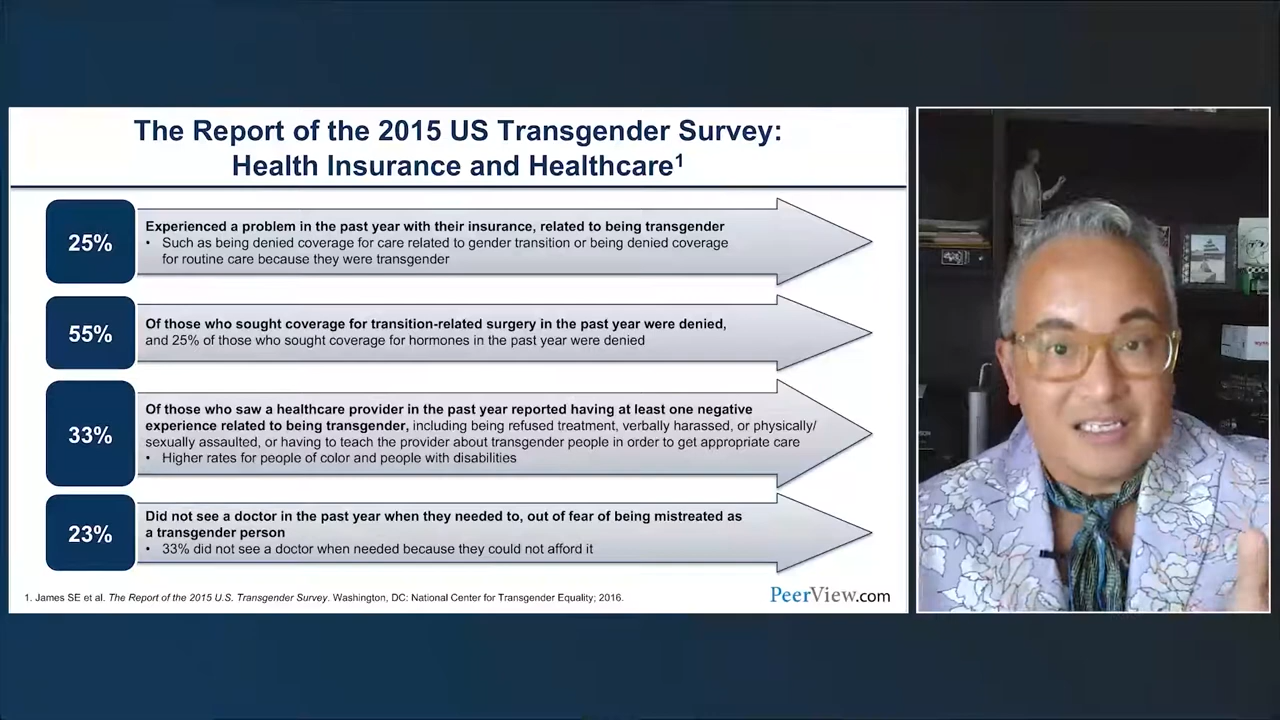 The Report of the 2015 US Transgender Survey:
Health Insurance and Healthcare¹
25%
Experienced a problem in the past year with their insurance, related to being transgender
• Such as being denied coverage for care related to gender transition or being denied coverage
for routine care because they were transgender
55%
Of those who sought coverage for transition-related surgery in the past year were denied,
and 25% of those who sought coverage for hormones in the past year were denied
33%
Of those who saw a healthcare provider in the past year reported having at least one negative
experience related to being transgender, including being refused treatment, verbally harassed, or physically/
sexually assaulted, or having to teach the provider about transgender people in order to get appropriate care
• Higher rates for people of color and people with disabilities
23%
Did not see a doctor in the past year when they needed to, out of fear of being mistreated as
a transgender person
• 33% did not see a doctor when needed because they could not afford it
1. James SE et al. The Report of the 2015 U.S. Transgender Survey. Washington, DC: National Center for Transgender Equality; 2016.
PeerView.com